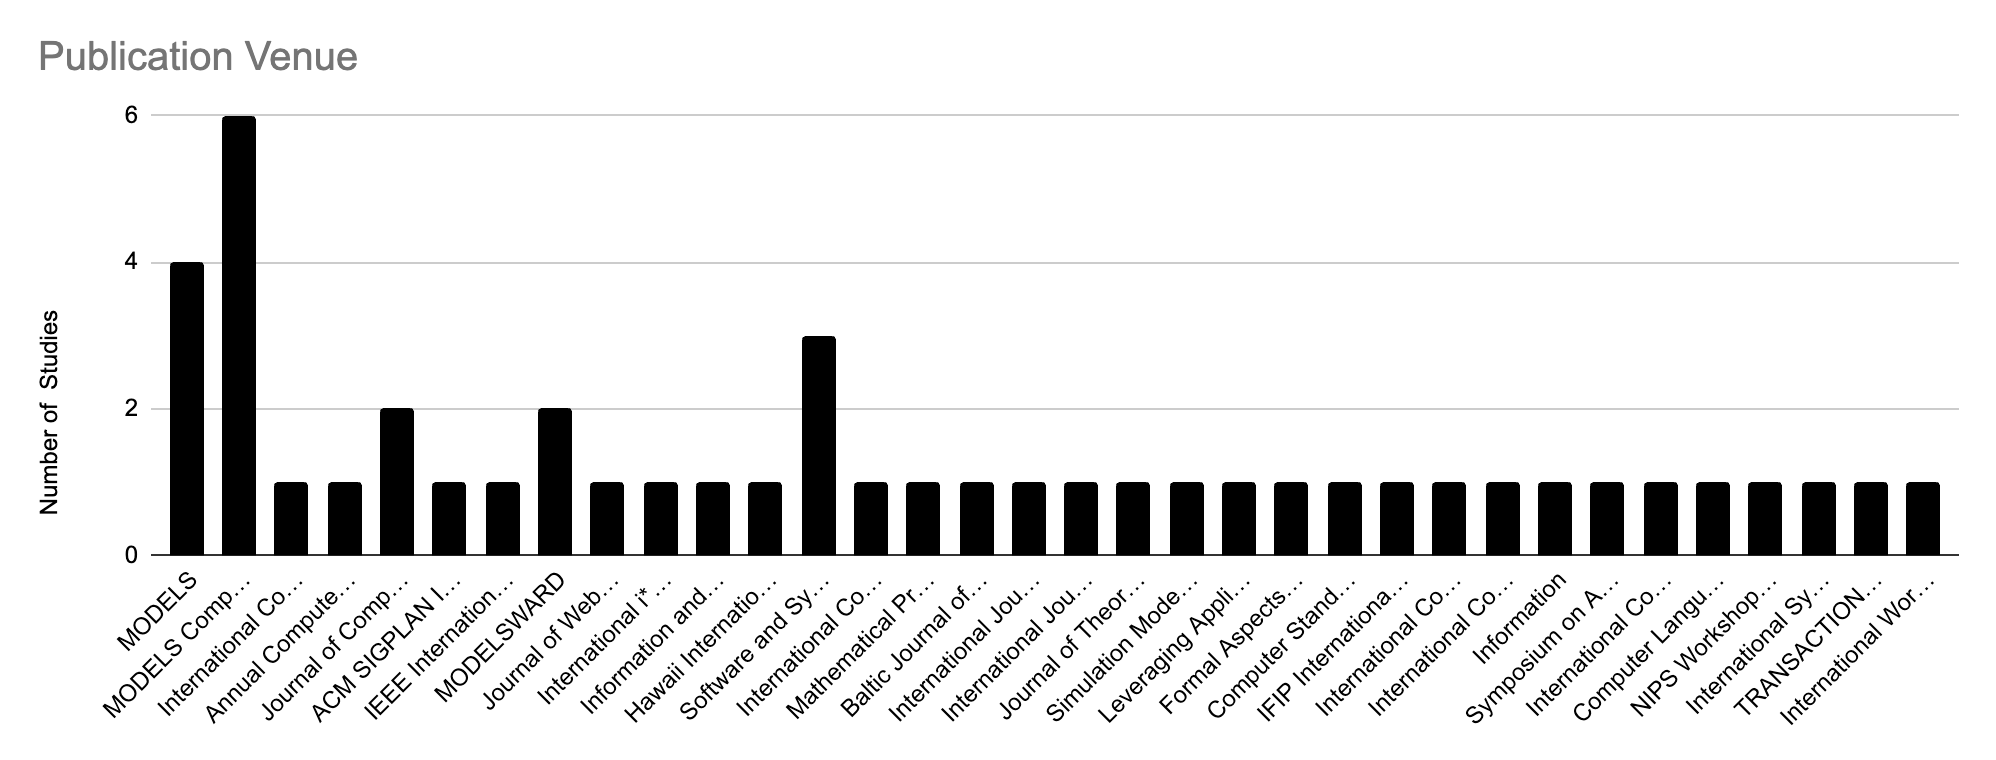 Publication Venue
Number of Studies
6
4
2
0
MODELS
MODELS Comp...
International Co...
Annual Compute...
Journal of Comp...
ACM SIGPLAN I...
IEEE Internation...
MODELSWARD
Journal of Web...
International i*...
Information and...
Hawaii Internatio...
Software and Sy...
International Co...
Mathematical Pr...
Baltic Journal of...
International Jou...
International Jou...
Journal of Theor...
Simulation Mode...
Leveraging Appli...
Formal Aspects...
Computer Stand...
IFIP Internationa...
International Co...
International Co...
Information
Symposium on A...
International Co...
Computer Langu...
NIPS Workshop...
International Sy...
TRANSACTION...
International Wor...